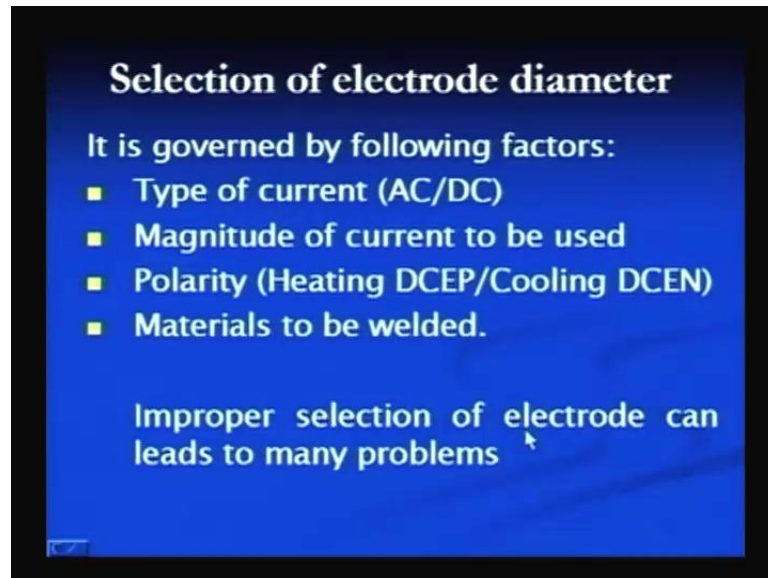 Selection of electrode diameter
It is governed by following factors:
Type of current (AC/DC)
Magnitude of current to be used
Polarity (Heating DCEP/Cooling DCEN)
Materials to be welded.
Improper selection of electrode can
leads to many problems